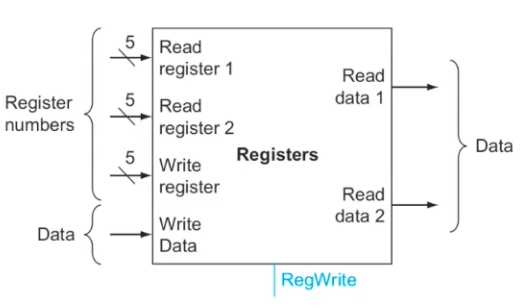 5
Read
register 1
Register
numbers
5
Read
register 2
5
Write
register
Data
Write
Data
Registers
Read
data 1
Read
data 2
Data
RegWrite